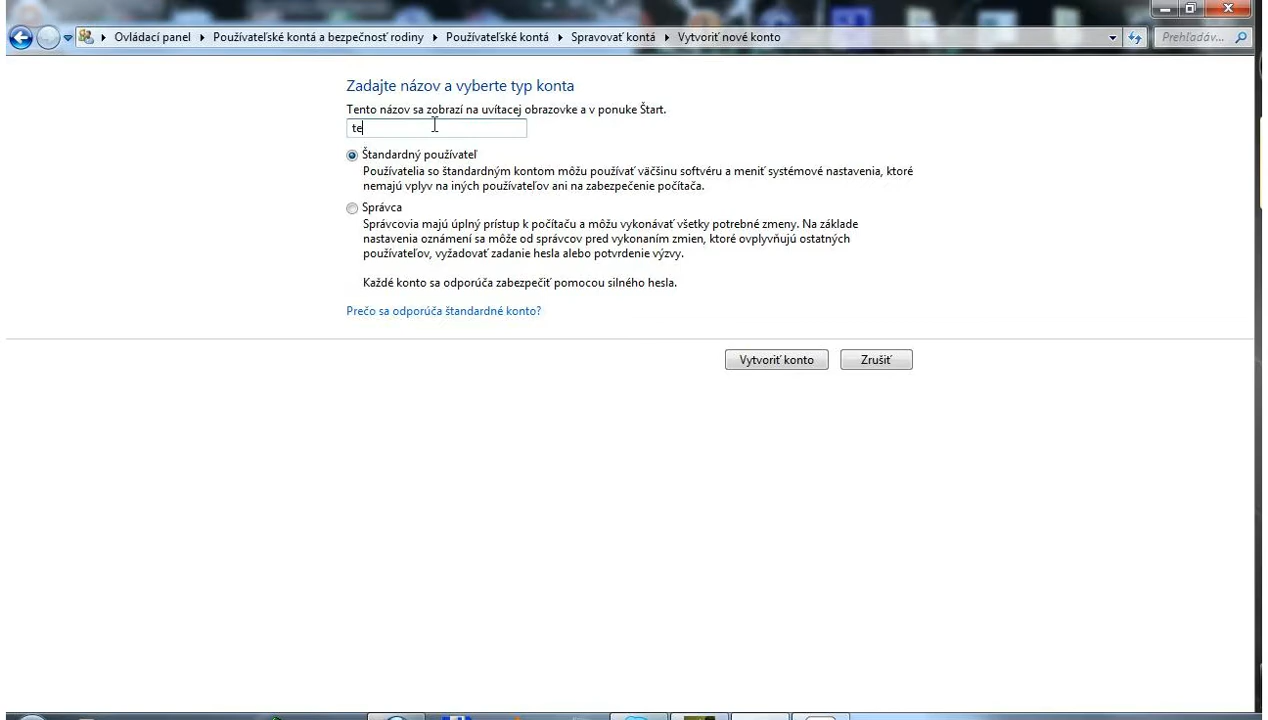 Ovládací panel Používateľské kontá a bezpečnosť rodiny Používateľské kontá Spravovať kontá Vytvoriť nové konto Prehľadáv...
Zadajte názov a vyberte typ konta
Tento názov sa zobrazí na uvítacej obrazovke a v ponuke Štart.
te
Štandardný používateľ
Používatelia so štandardným kontom môžu používať väčšinu softvéru a meniť systémové nastavenia, ktoré
nemajú vplyv na iných používateľov ani na zabezpečenie počítača.
Správca
Správcovia majú úplný prístup k počítaču a môžu vykonávať všetky potrebné zmeny. Na základe
nastavenia oznámení sa môže od správcov pred vykonaním zmien, ktoré ovplyvňujú ostatných
používateľov, vyžadovať zadanie hesla alebo potvrdenie výzvy.
Každé konto sa odporúča zabezpečiť pomocou silného hesla.
Prečo sa odporúča štandardné konto?
Vytvoriť konto Zrušiť